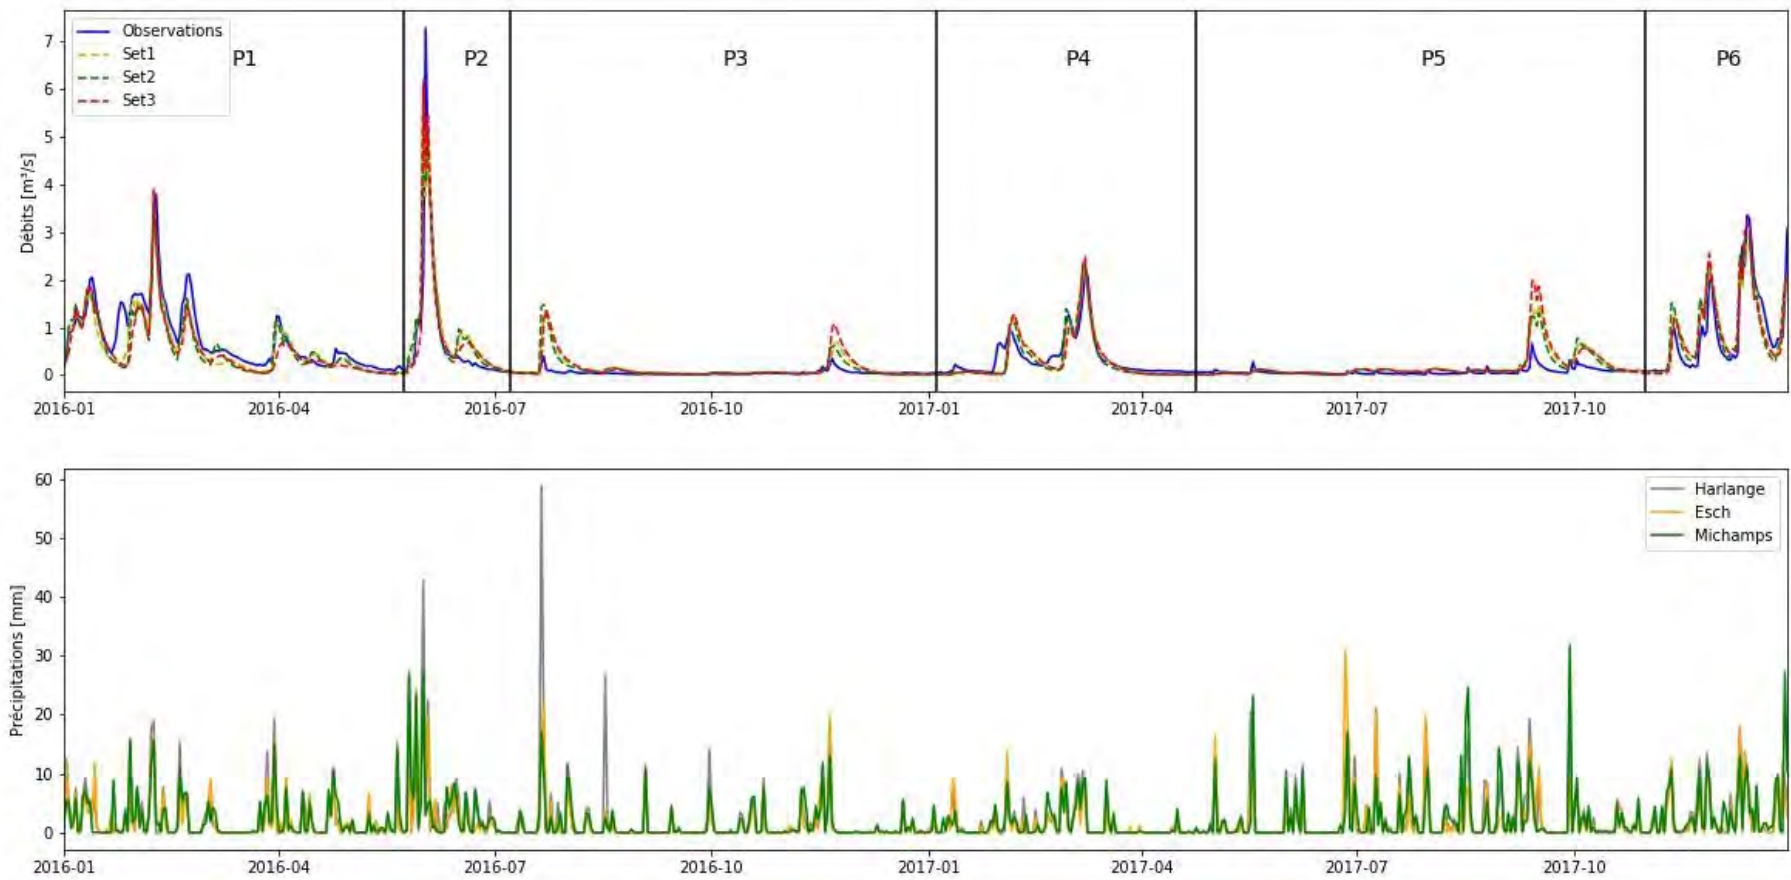 Observations
Set1
Set2
Set3
P1
P2
P3
P4
P5
P6
Débits [m³/s]
7
6
5
4
3
2
1
0
2016-01
2016-04
2016-07
2016-10
2017-01
2017-04
2017-07
2017-10
Harlange
Esch
Michamps
Précipitations [mm]
60
50
40
30
20
10
0
2016-01
2016-04
2016-07
2016-10
2017-01
2017-04
2017-07
2017-10